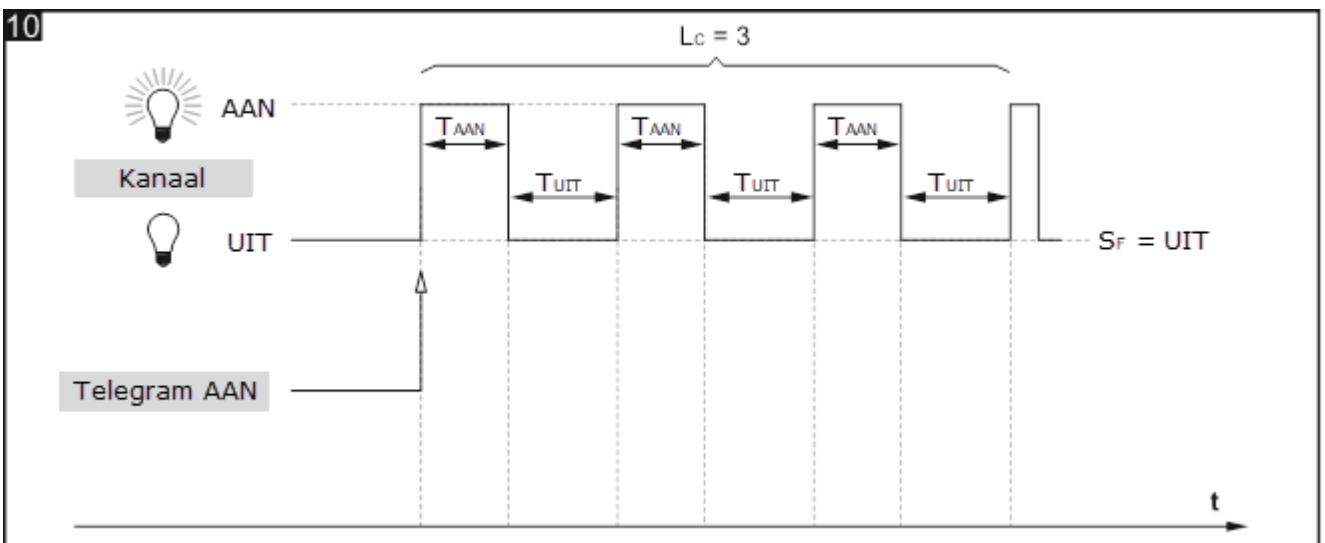 10
Lc = 3
AAN
TAAN
TAAN
TAAN
Kanaal
TUIT
TUIT
TUIT
UIT
SF = UIT
Telegram AAN
t